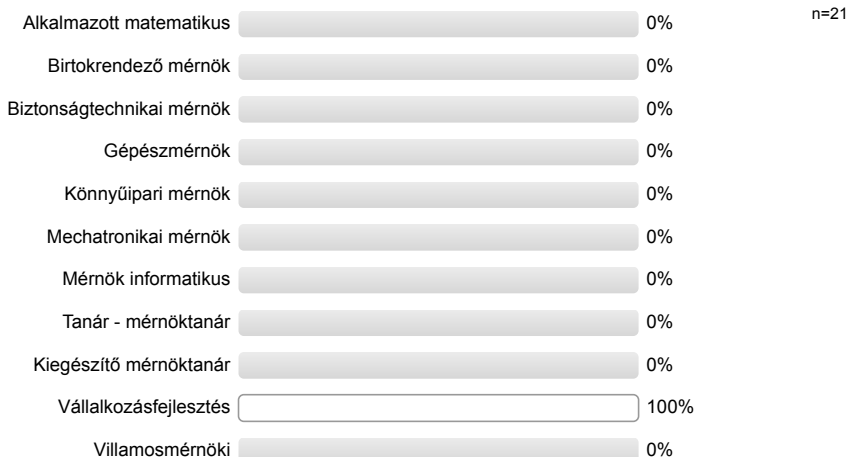 Alkalmazott matematikus 0% n=21
Birtokrendező mérnök 0%
Biztonságtechnikai mérnök 0%
Gépészmérnök 0%
Könnyűipari mérnök 0%
Mechatronikai mérnök 0%
Mérnök informatikus 0%
Tanár - mérnöktanár 0%
Kiegészítő mérnöktanár 0%
Vállalkozásfejlesztés 100%
Villamosmérnöki 0%